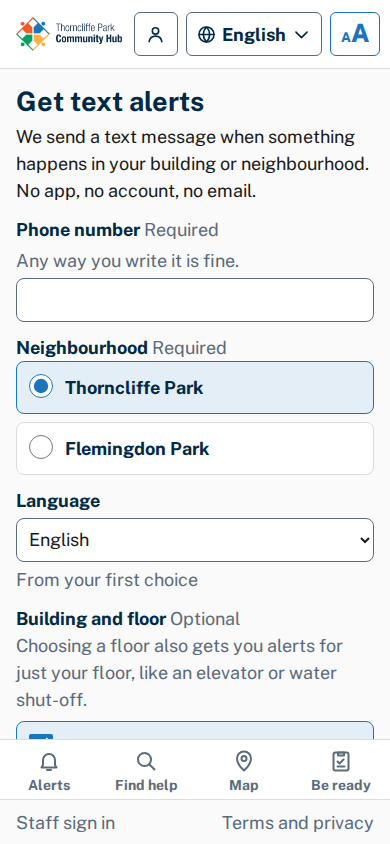 Thorncliffe Park
Community Hub
English
AA
Get text alerts
We send a text message when something
happens in your building or neighbourhood.
No app, no account, no email.
Phone number Required
Any way you write it is fine.
Neighbourhood Required
Thorncliffe Park
Flemingdon Park
Language
English
From your first choice
Building and floor Optional
Choosing a floor also gets you alerts for
just your floor, like an elevator or water
shut-off.
Alerts
Find help
Map
Be ready
Staff sign in
Terms and privacy